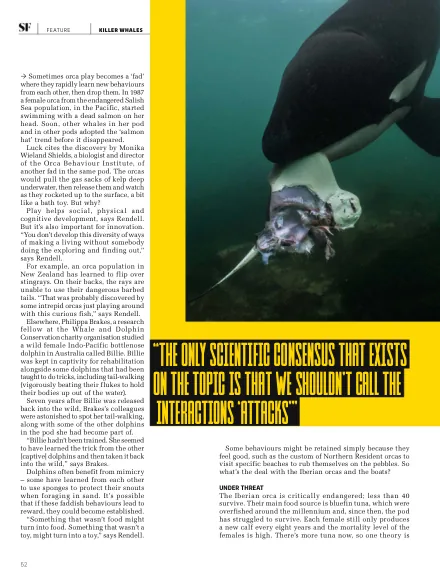 SF
FEATURE
KILLER WHALES
→ Sometimes orca play becomes a ‘fad’
where they rapidly learn new behaviours
from each other, then drop them. In 1987
a female orca from the endangered Salish
Sea population, in the Pacific, started
swimming with a dead salmon on her
head. Soon, other whales in her pod
and in other pods adopted the ‘salmon
hat’ trend before it disappeared.
Luck cites the discovery by Monika
Wieland Shields, a biologist and director
of the Orca Behaviour Institute, of
another fad in the same pod. The orcas
would pull the gas sacks of kelp deep
underwater, then release them and watch
as they rocketed up to the surface, a bit
like a bath toy. But why?
Play helps social, physical and
cognitive development, says Rendell.
But it’s also important for innovation.
“You don’t develop this diversity of ways
of making a living without somebody
doing the exploring and finding out,”
says Rendell.
For example, an orca population in
New Zealand has learned to flip over
stingrays. On their backs, the rays are
unable to use their dangerous barbed
tails. “That was probably discovered by
some intrepid orcas just playing around
with this curious fish,” says Rendell.
Elsewhere, Philippa Brakes, a research
fellow at the Whale and Dolphin
Conservation charity organisation studied
a wild female Indo-Pacific bottlenose
dolphin in Australia called Billie. Billie
was kept in captivity for rehabilitation
alongside some dolphins that had been
taught to do tricks, including tail-walking
(vigorously beating their flukes to hold
their bodies up out of the water).
Seven years after Billie was released
back into the wild, Brakes’s colleagues
were astonished to spot her tail-walking,
along with some of the other dolphins
in the pod she had become part of.
“Billie hadn’t been trained. She seemed
to have learned the trick from the other
[captive] dolphins and then taken it back
into the wild,” says Brakes.
Dolphins often benefit from mimicry
– some have learned from each other
to use sponges to protect their snouts
when foraging in sand. It’s possible
that if these faddish behaviours lead to
reward, they could become established.
“Something that wasn’t food might
turn into food. Something that wasn’t a
toy, might turn into a toy,” says Rendell.
“THE ONLY SCIENTIFIC CONSENSUS THAT EXISTS
ON THE TOPIC IS THAT WE SHOULDN’T CALL THE
INTERACTIONS ‘ATTACKS’”
Some behaviours might be retained simply because they
feel good, such as the custom of Northern Resident orcas to
visit specific beaches to rub themselves on the pebbles. So
what’s the deal with the Iberian orcas and the boats?
UNDER THREAT
The Iberian orca is critically endangered; less than 40
survive. Their main food source is bluefin tuna, which were
overfished around the millennium and, since then, the pod
has struggled to survive. Each female still only produces
a new calf every eight years and the mortality level of the
females is high. There’s more tuna now, so one theory is
52